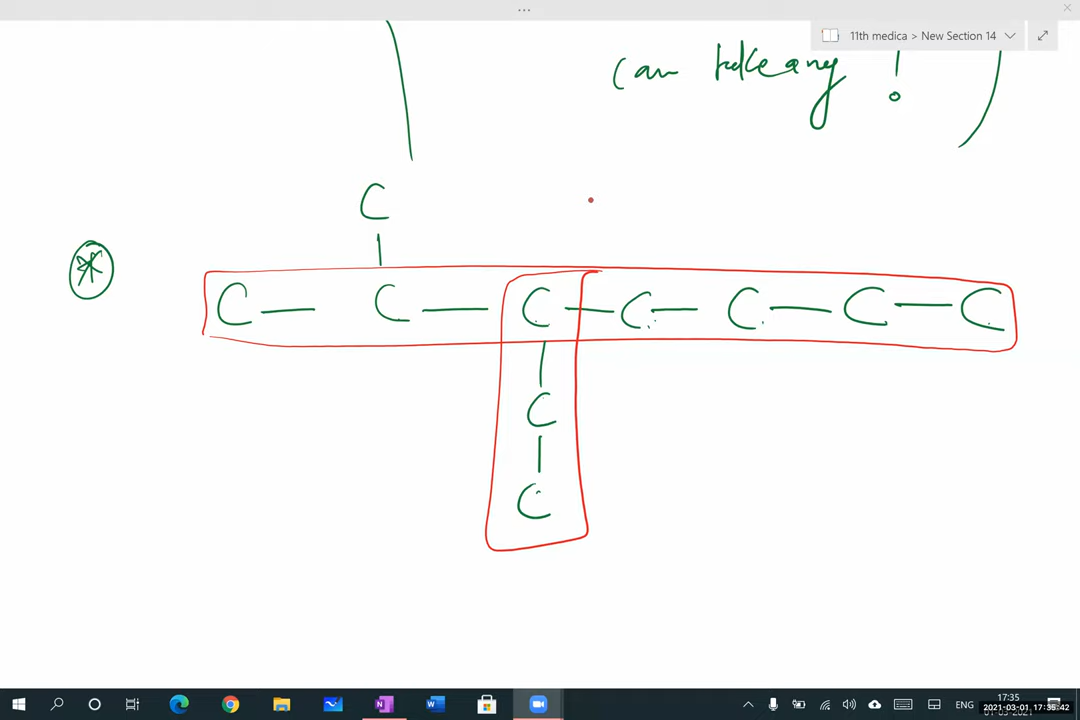 11th medica > New Section 14
can take any !
C
C — C — C — C — C — C — C
C
C
ENG
17:35
2021-03-01 17:35:42